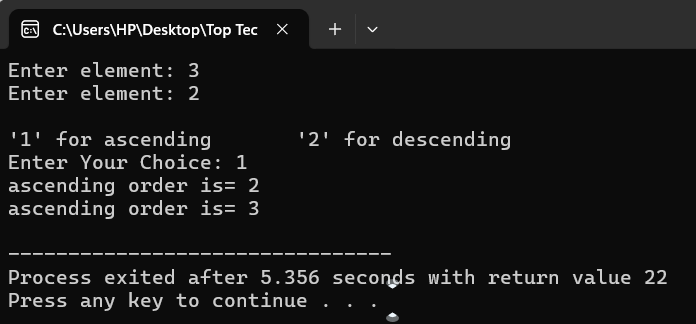 C:\Users\HP\Desktop\Top Tec
Enter element: 3
Enter element: 2
'1' for ascending       '2' for descending
Enter Your Choice: 1
ascending order is= 2
ascending order is= 3
--------------------------------
Process exited after 5.356 seconds with return value 22
Press any key to continue . . .